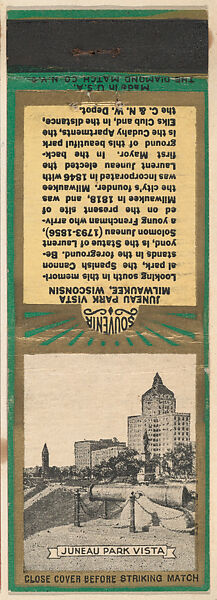 Made in U.S.A.
THE DIAMOND MATCH CO. N.Y.C.
SOUVENIR
JUNEAU PARK VISTA
MILWAUKEE, WISCONSIN
Looking south in this memori-
al park, the Spanish Cannon
stands in the foreground. Be-
yond, is the Statue of Laurent
Solomon Juneau (1793-1856),
a young Frenchman who arriv-
ed on the present site of
Milwaukee in 1818, and was
the city's founder. Milwaukee
was incorporated in 1846 with
Laurent Juneau elected the
first Mayor. In the back-
ground of this beautiful park
is the Cudahy Apartments, the
Elks Club and, in the distance,
the C. & N. W. Depot.
JUNEAU PARK VISTA
CLOSE COVER BEFORE STRIKING MATCH